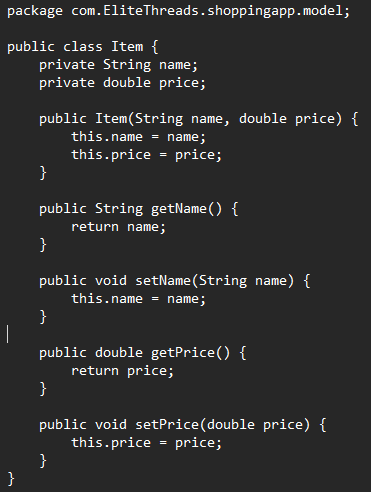 package com.EliteThreads.shoppingapp.model;

public class Item {
    private String name;
    private double price;

    public Item(String name, double price) {
        this.name = name;
        this.price = price;
    }

    public String getName() {
        return name;
    }

    public void setName(String name) {
        this.name = name;
    }

    public double getPrice() {
        return price;
    }

    public void setPrice(double price) {
        this.price = price;
    }
}